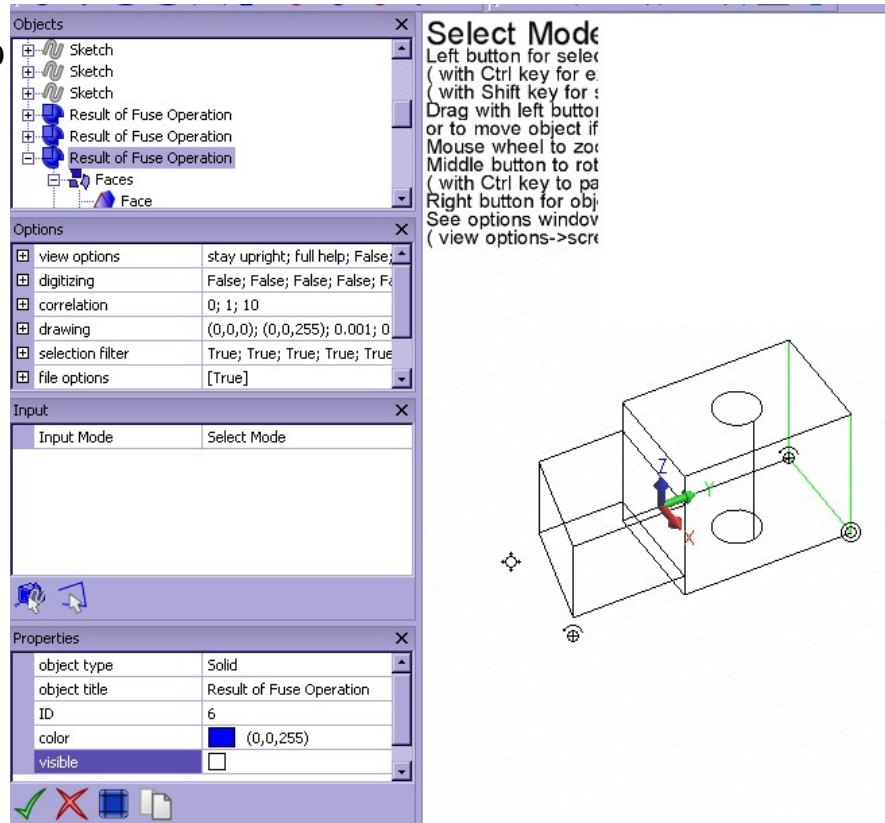 Objects
Sketch
Sketch
Sketch
Result of Fuse Operation
Result of Fuse Operation
Result of Fuse Operation
Faces
Face
Options
view options stay upright; full help; False;
digitizing False; False; False; False; Fa
correlation 0; 1; 10
drawing (0,0,0); (0,0,255); 0.001; 0
selection filter True; True; True; True; True
file options [True]
Input
Input Mode Select Mode
Properties
object type Solid
object title Result of Fuse Operation
ID 6
color (0,0,255)
visible
Select Mode
Left button for selec
( with Ctrl key for e
( with Shift key for s
Drag with left button
or to move object if
Mouse wheel to zoo
Middle button to rot
( with Ctrl key to pa
Right button for obj
See options window
( view options->scre
Z
Y
X